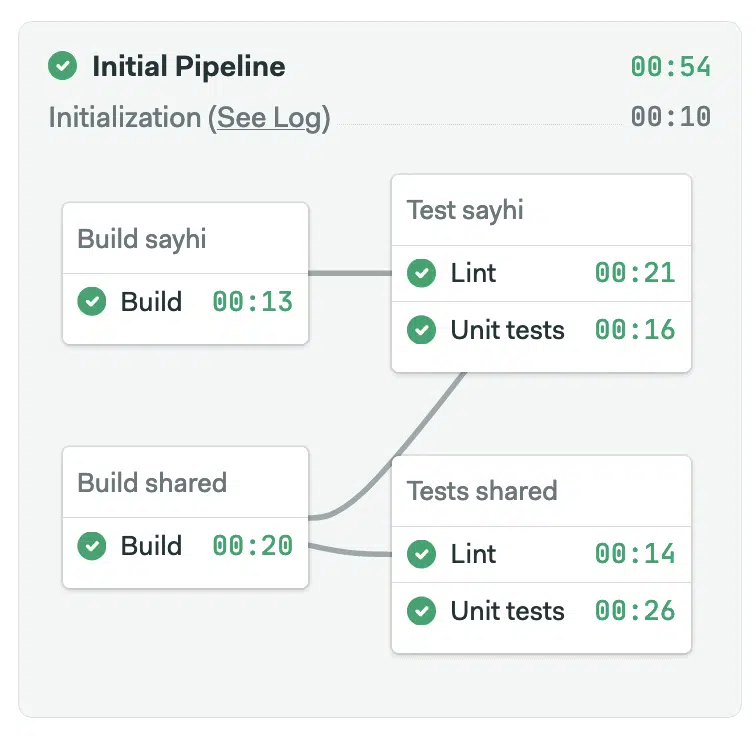 Initial Pipeline 00:54
Initialization (See Log) 00:10
Build sayhi
Build 00:13
Test sayhi
Lint 00:21
Unit tests 00:16
Build shared
Build 00:20
Tests shared
Lint 00:14
Unit tests 00:26